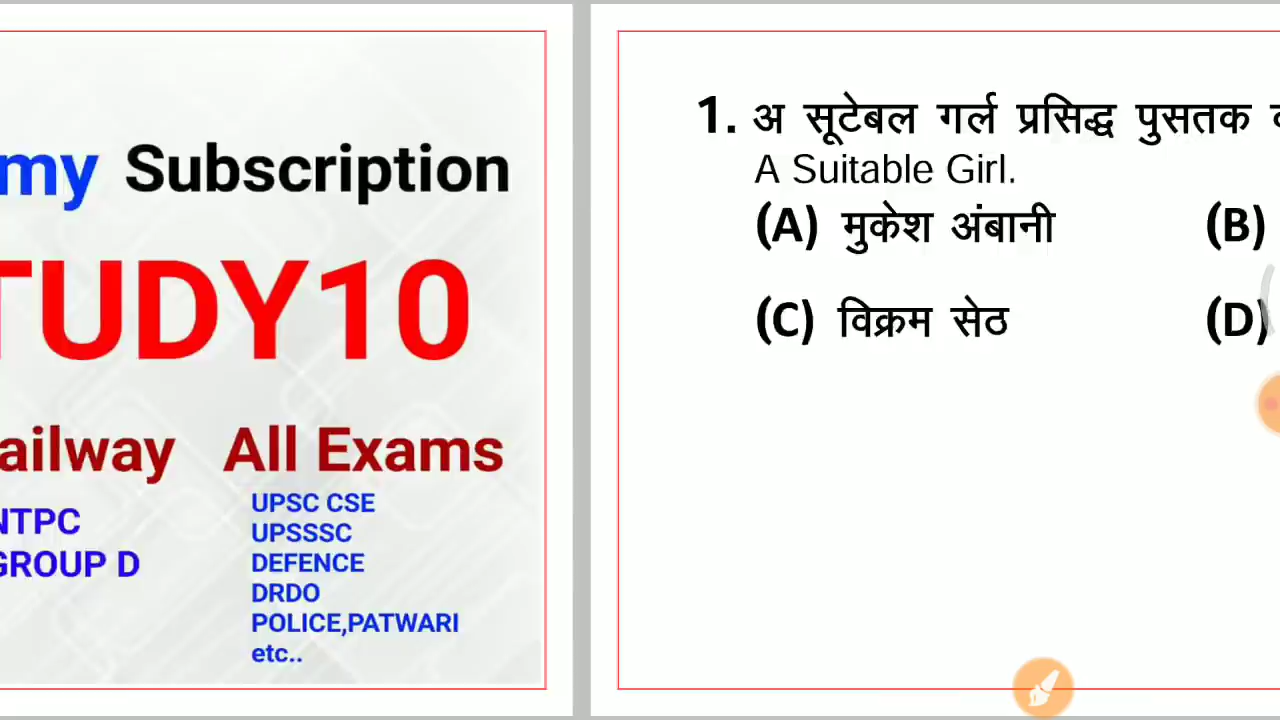 my Subscription
TUDY10
ailway All Exams
NTPC
GROUP D
UPSC CSE
UPSSSC
DEFENCE
DRDO
POLICE,PATWARI
etc..
1. अ सूटेबल गर्ल प्रसिद्ध पुसतक
A Suitable Girl.
(A) मुकेश अंबानी (B)
(C) विक्रम सेठ (D)